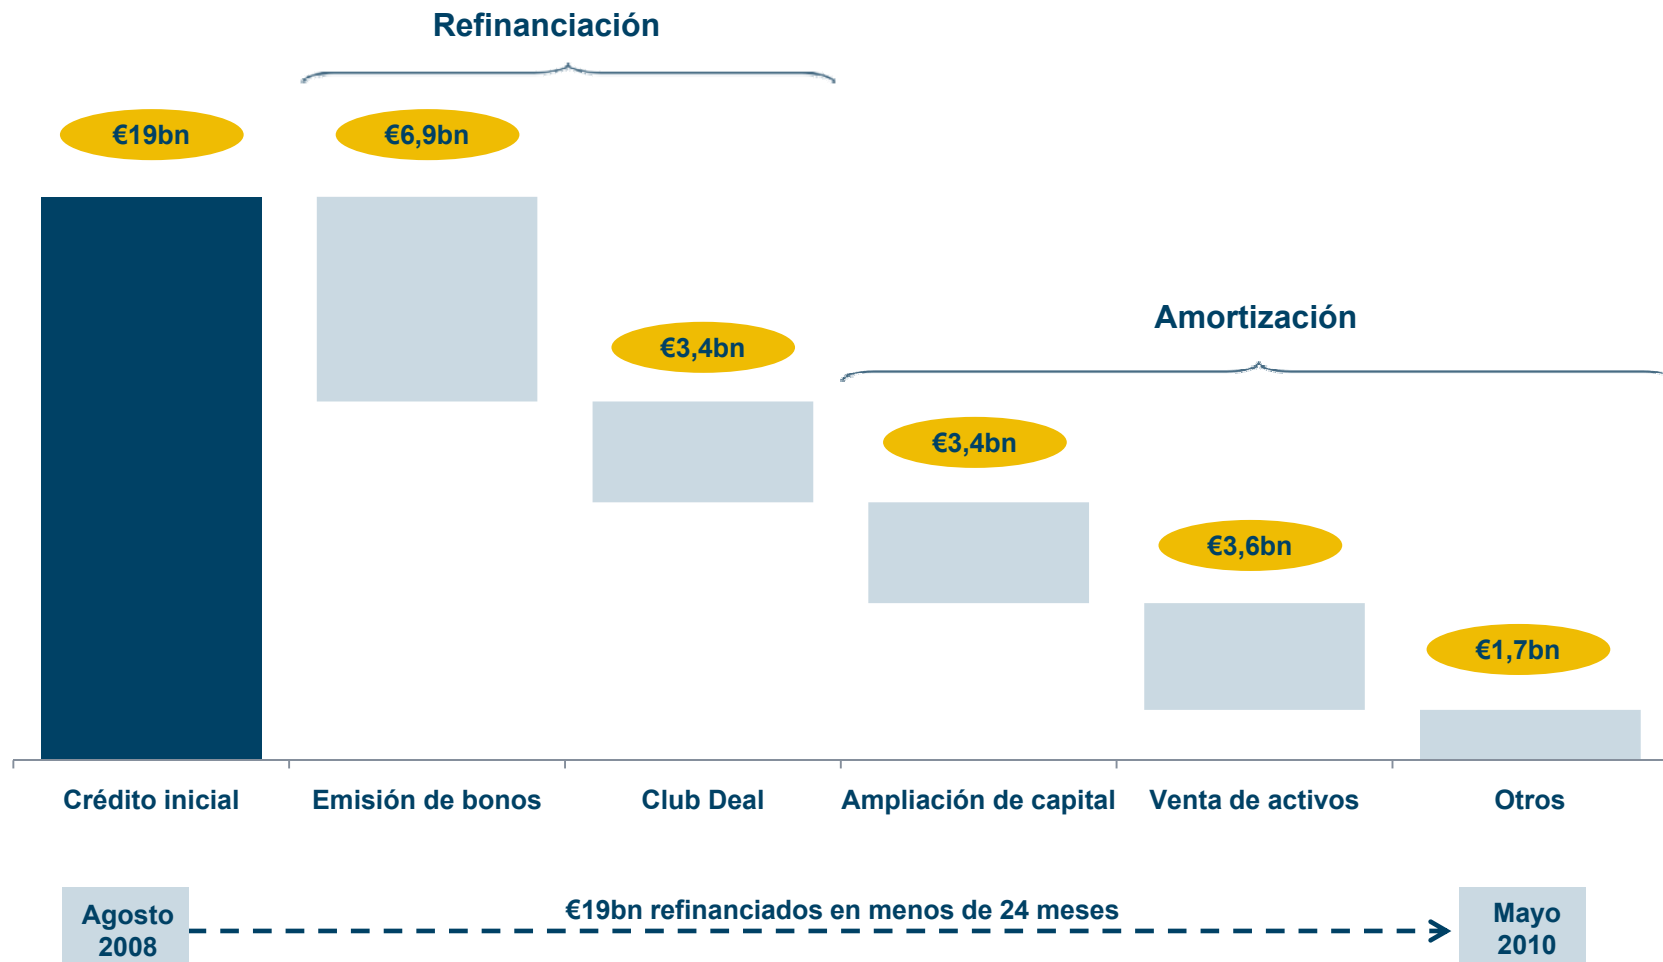 Refinanciación
€19bn
€6,9bn
€3,4bn
Amortización
€3,4bn
€3,6bn
€1,7bn
Crédito inicial
Emisión de bonos
Club Deal
Ampliación de capital
Venta de activos
Otros
Agosto
2008
€19bn refinanciados en menos de 24 meses
Mayo
2010